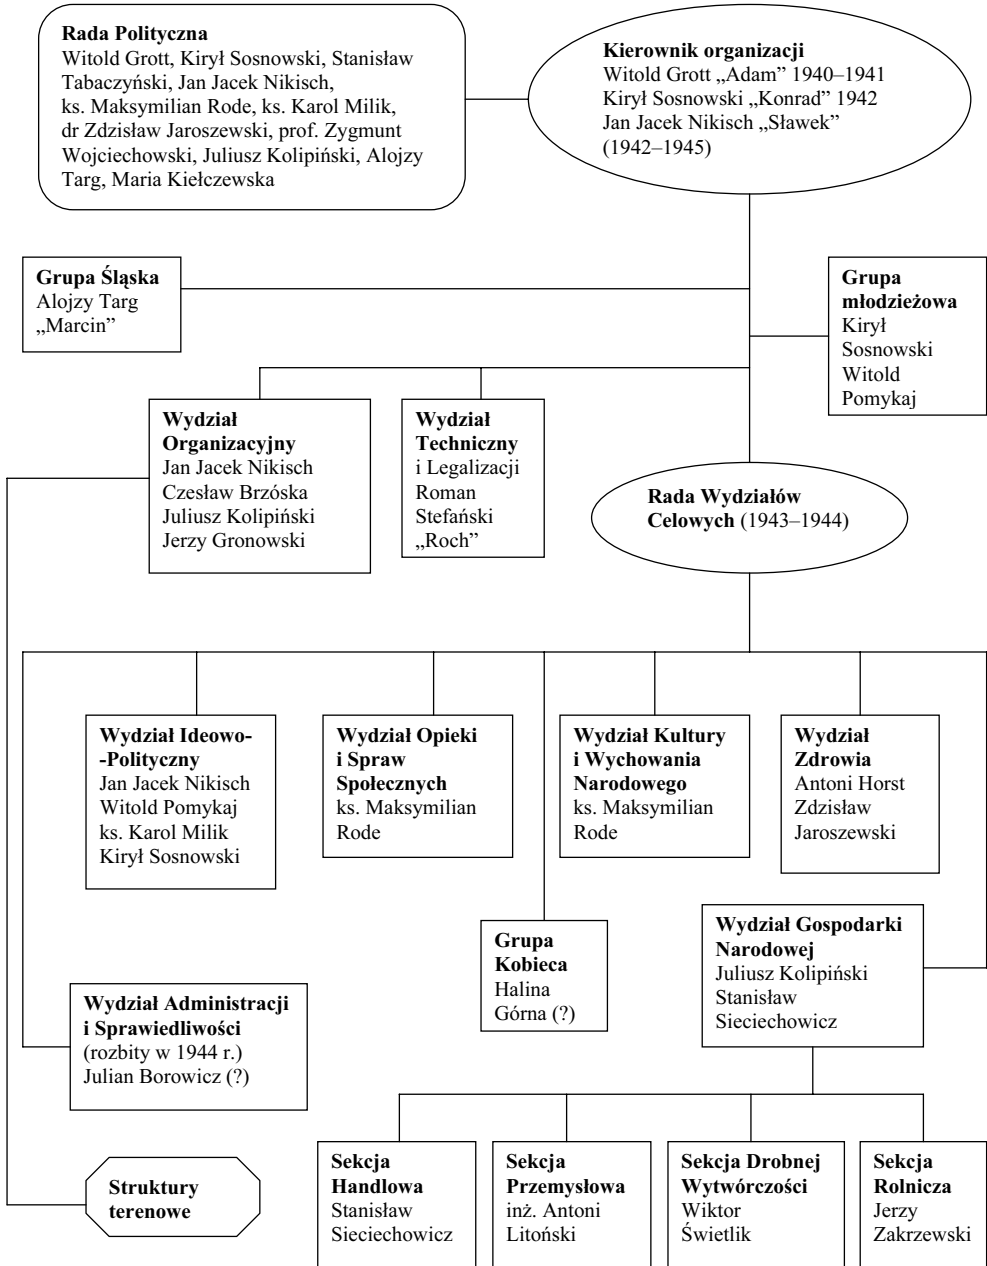 Rada Polityczna
Witold Grott, Kirył Sosnowski, Stanisław
Tabaczyński, Jan Jacek Nikisch,
ks. Maksymilian Rode, ks. Karol Milik,
dr Zdzisław Jaroszewski, prof. Zygmunt
Wojciechowski, Juliusz Kolipiński, Alojzy
Targ, Maria Kiełczewska
Kierownik organizacji
Witold Grott „Adam” 1940–1941
Kirył Sosnowski „Konrad” 1942
Jan Jacek Nikisch „Sławek”
(1942–1945)
Grupa Śląska
Alojzy Targ
„Marcin”
Grupa
młodzieżowa
Kirył
Sosnowski
Witold
Pomykaj
Wydział
Organizacyjny
Jan Jacek Nikisch
Czesław Brzóska
Juliusz Kolipiński
Jerzy Gronowski
Wydział
Techniczny
i Legalizacji
Roman
Stefański
„Roch”
Rada Wydziałów
Celowych (1943–1944)
Wydział Ideowo-
-Polityczny
Jan Jacek Nikisch
Witold Pomykaj
ks. Karol Milik
Kirył Sosnowski
Wydział Opieki
i Spraw
Społecznych
ks. Maksymilian
Rode
Wydział Kultury
i Wychowania
Narodowego
ks. Maksymilian
Rode
Wydział
Zdrowia
Antoni Horst
Zdzisław
Jaroszewski
Grupa
Kobieca
Halina
Górna (?)
Wydział Gospodarki
Narodowej
Juliusz Kolipiński
Stanisław
Sieciechowicz
Wydział Administracji
i Sprawiedliwości
(rozbity w 1944 r.)
Julian Borowicz (?)
Struktury
terenowe
Sekcja
Handlowa
Stanisław
Sieciechowicz
Sekcja
Przemysłowa
inż. Antoni
Litoński
Sekcja Drobnej
Wytwórczości
Wiktor
Świetlik
Sekcja
Rolnicza
Jerzy
Zakrzewski